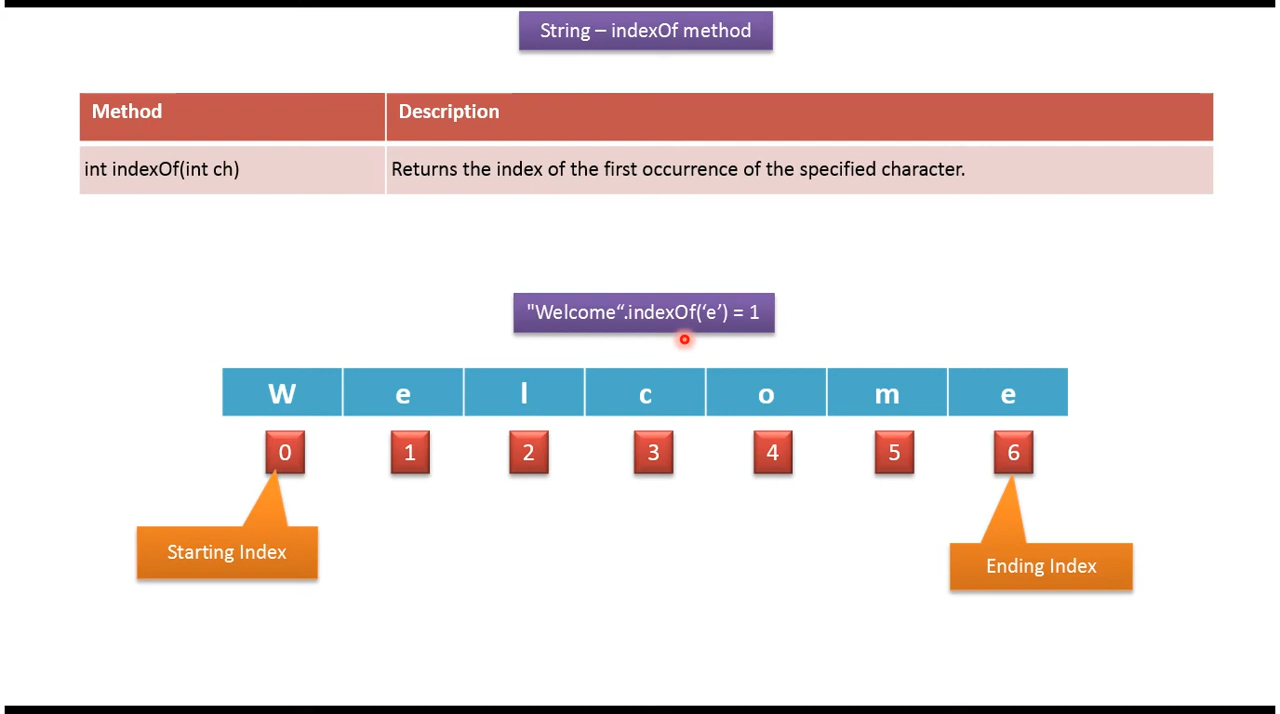 String – indexOf method
Method Description
int indexOf(int ch) Returns the index of the first occurrence of the specified character.
"Welcome“.indexOf(‘e’) = 1
W e l c o m e
0 1 2 3 4 5 6
Starting Index
Ending Index